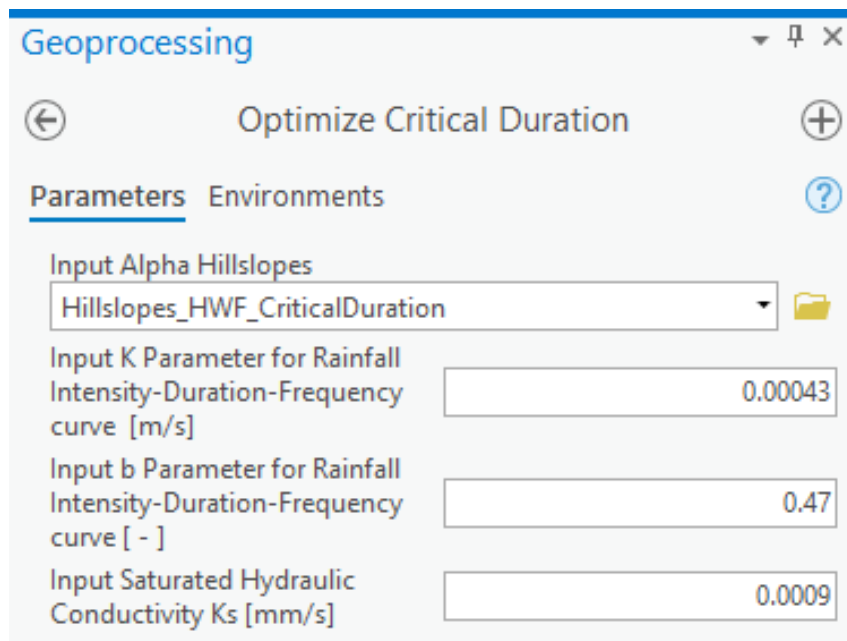 Geoprocessing
Optimize Critical Duration
Parameters Environments
Input Alpha Hillslopes
Hillslopes_HWF_CriticalDuration
Input K Parameter for Rainfall
Intensity-Duration-Frequency
curve [m/s]
0.00043
Input b Parameter for Rainfall
Intensity-Duration-Frequency
curve [ - ]
0.47
Input Saturated Hydraulic
Conductivity Ks [mm/s]
0.0009